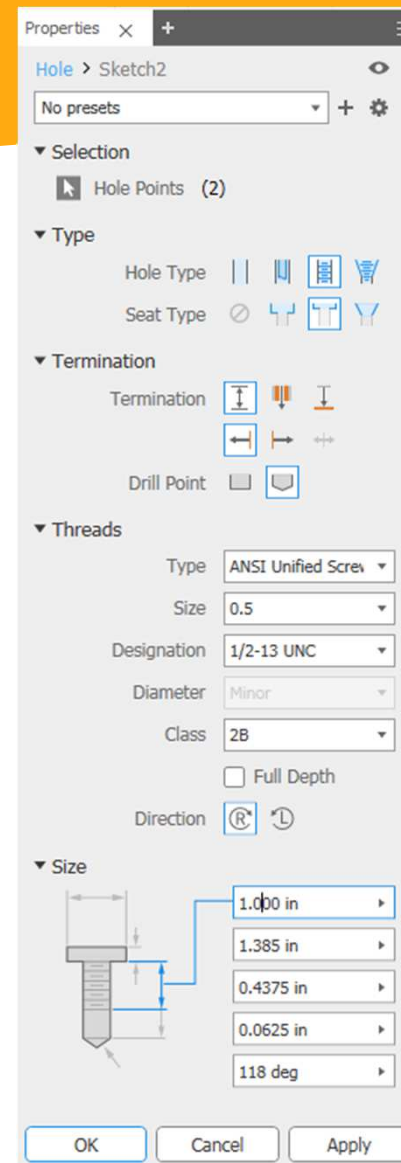 Properties × +
Hole > Sketch2
No presets
Selection
Hole Points (2)
Type
Hole Type
Seat Type
Termination
Termination
Drill Point
Threads
Type ANSI Unified Screw
Size 0.5
Designation 1/2-13 UNC
Diameter Minor
Class 2B
Full Depth
Direction R L
Size
1.000 in
1.385 in
0.4375 in
0.0625 in
118 deg
OK Cancel Apply